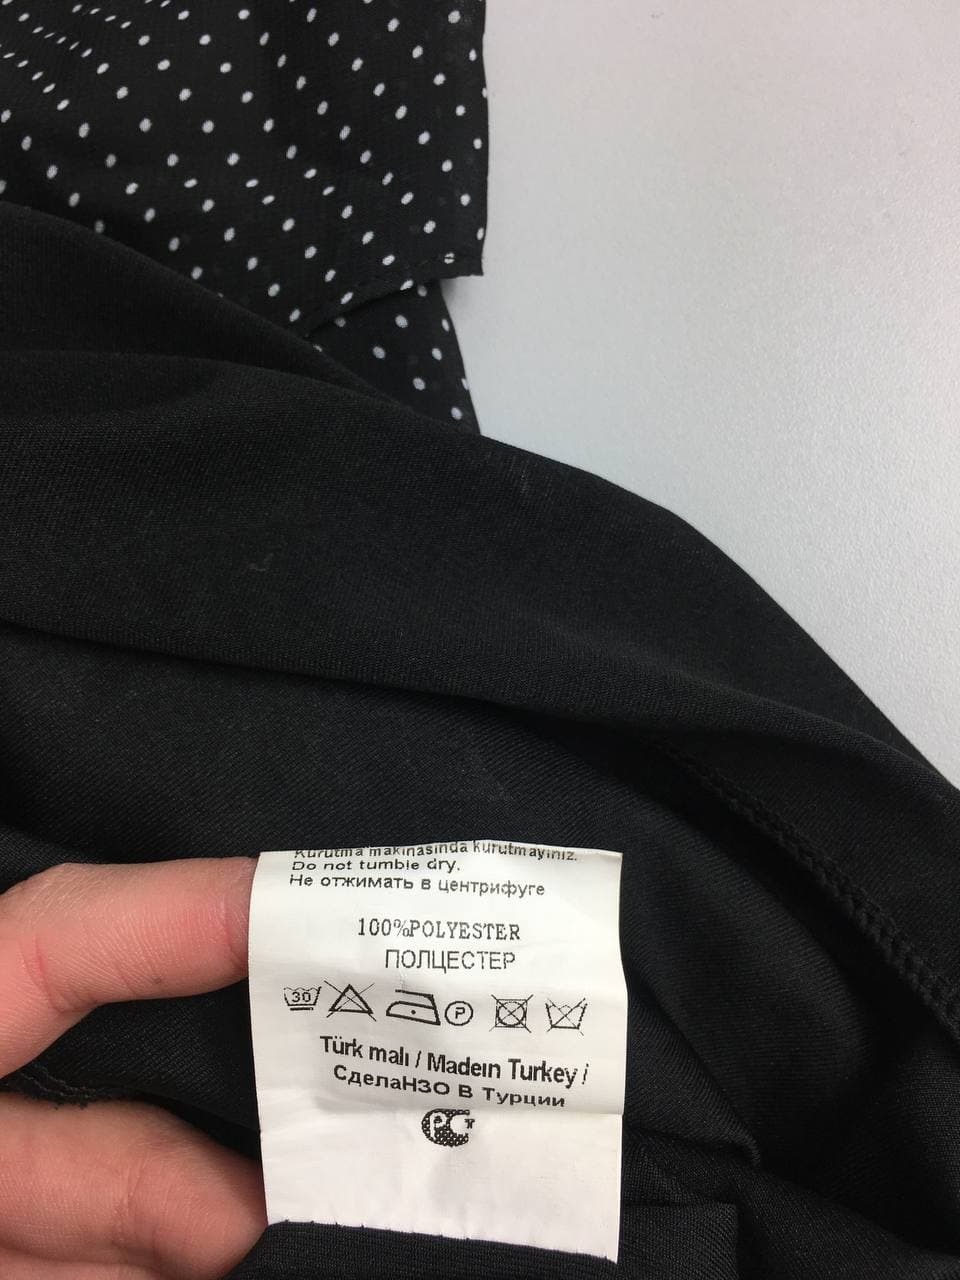 Kurutma makinasında kurutmayınız.
Do not tumble dry.
Не отжимать в центрифуге
100%POLYESTER
ПОЛЦЕСТЕР
30
P
Türk malı / Madeın Turkey /
СделаНЗО В Турции
РСТ